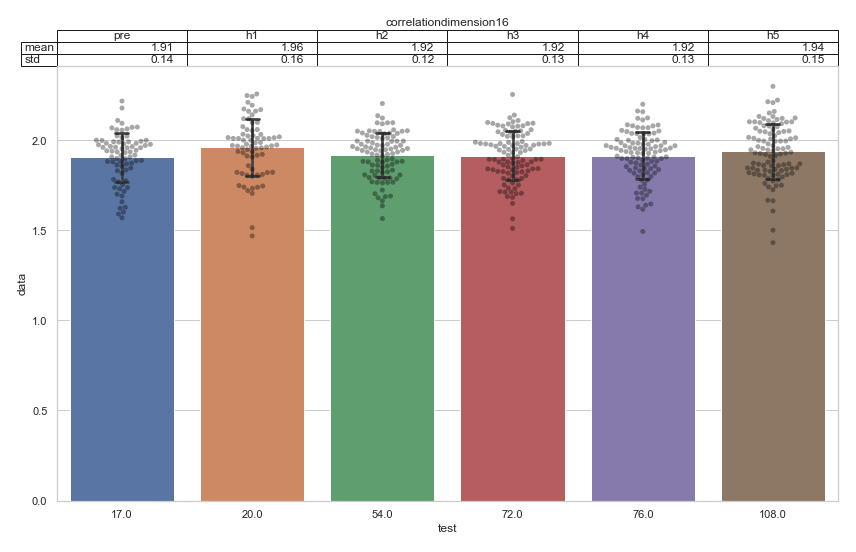 correlationdimension16
pre h1 h2 h3 h4 h5
mean 1.91 1.96 1.92 1.92 1.92 1.94
std 0.14 0.16 0.12 0.13 0.13 0.15
2.0
1.5
data
1.0
0.5
0.0
17.0 20.0 54.0 72.0 76.0 108.0
test